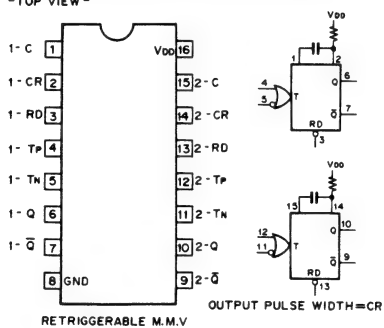 -TOP VIEW-
1-C 1
1-CR 2
1-RD 3
1-TP 4
1-TN 5
1-Q 6
1-Q̅ 7
8 GND
VDD 16
15 2-C
14 2-CR
13 2-RD
12 2-TP
11 2-TN
10 2-Q
9 2-Q̅
RETRIGGERABLE M.M.V
VDD
1 2
4
5
T
Q 6
Q̅ 7
RD
3
VDD
15 14
12
11
T
Q 10
Q̅ 9
RD
13
OUTPUT PULSE WIDTH=CR